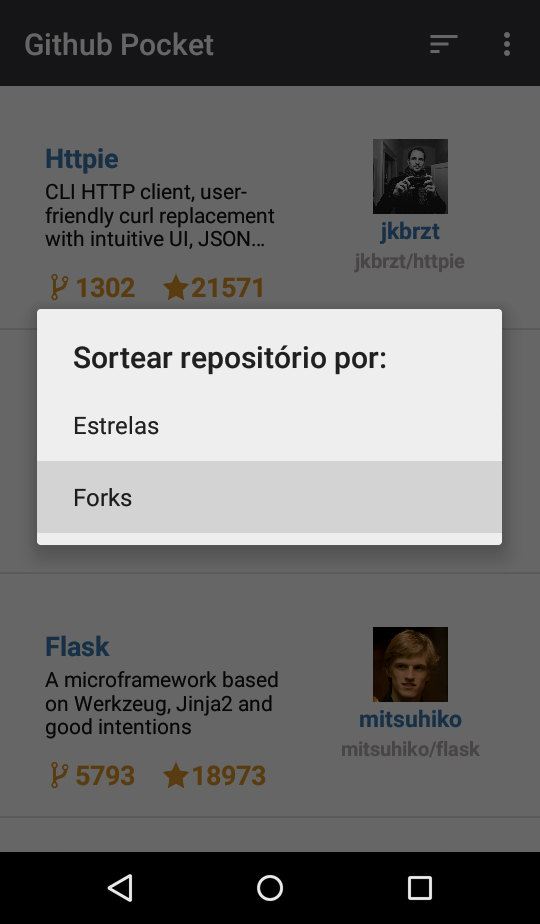 Github Pocket
Httpie
CLI HTTP client, user-
friendly curl replacement
with intuitive UI, JSON...
1302 21571
jkbrzt
jkbrzt/httpie
Sortear repositório por:
Estrelas
Forks
Flask
A microframework based
on Werkzeug, Jinja2 and
good intentions
5793 18973
mitsuhiko
mitsuhiko/flask